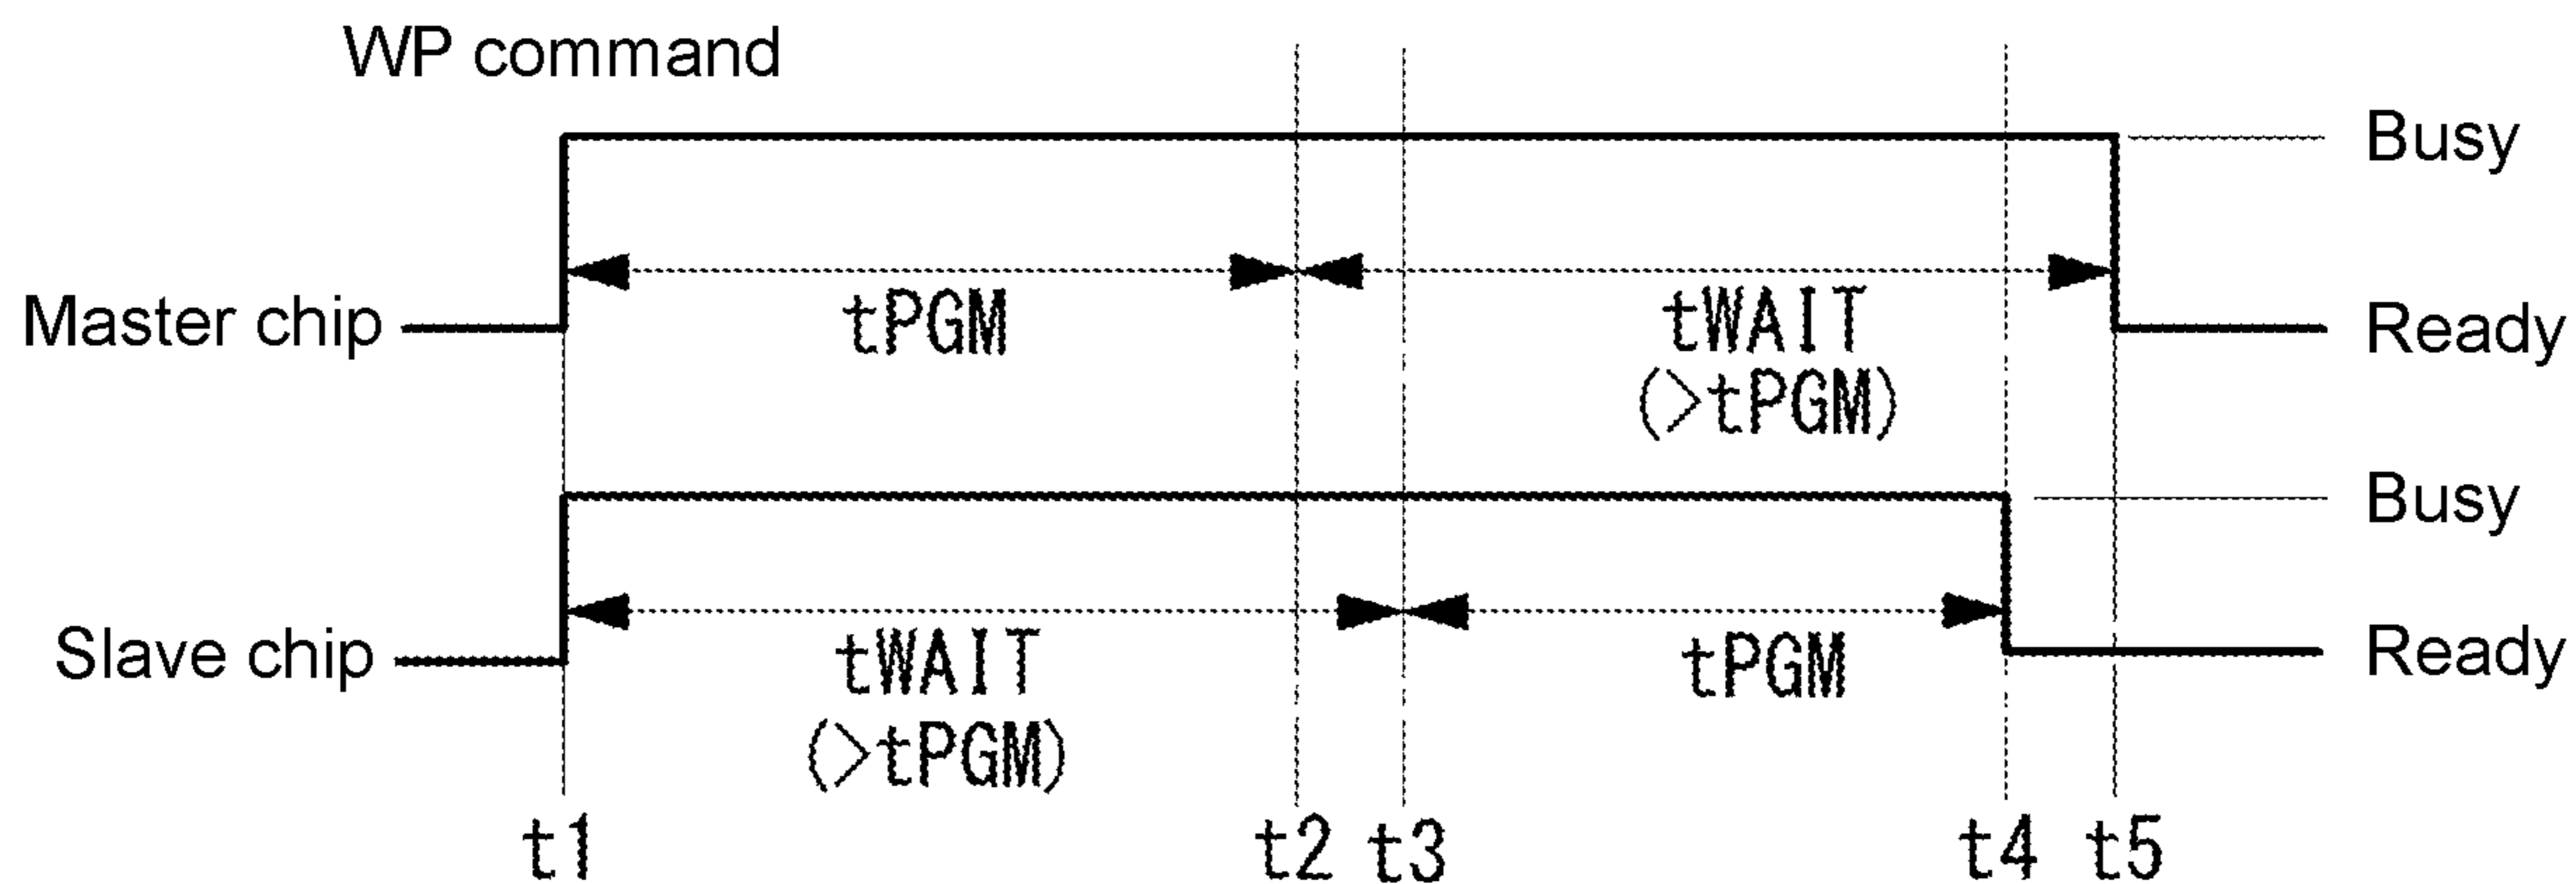 WP command
Busy
Master chip
tPGM
tWAIT
(>tPGM)
Ready
Busy
Slave chip
tWAIT
(>tPGM)
tPGM
Ready
t1 t2 t3 t4 t5